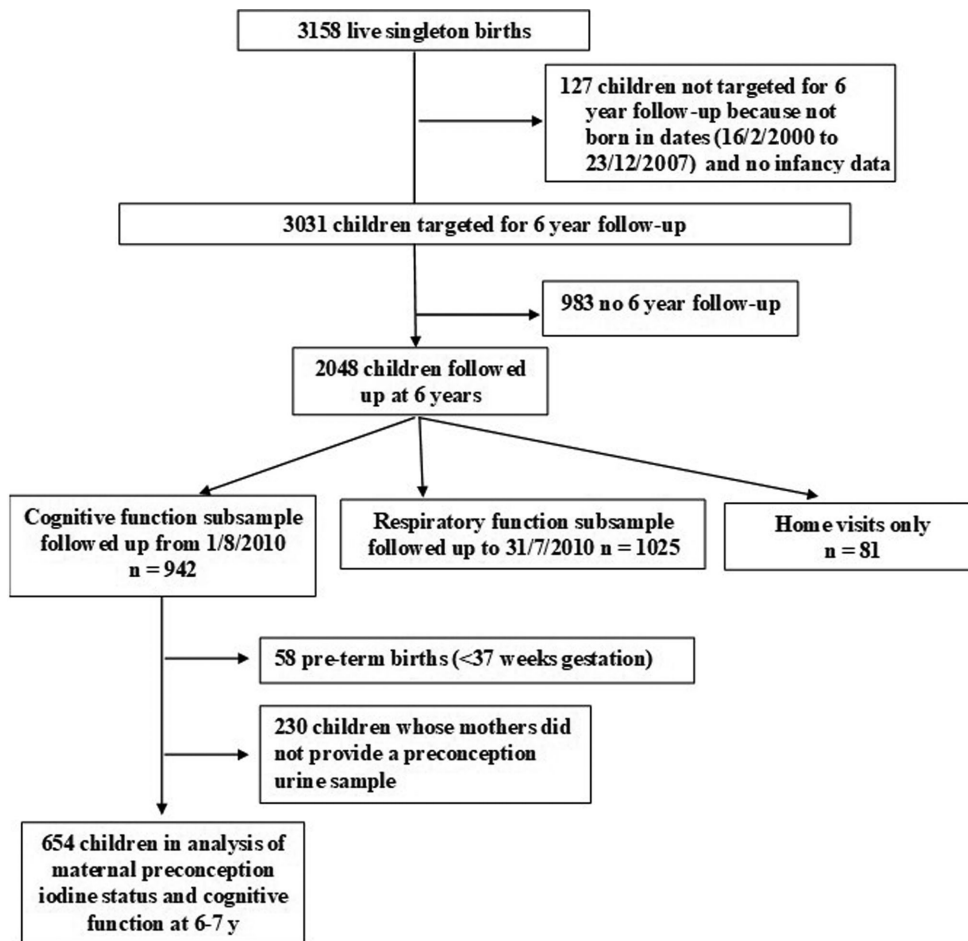 3158 live singleton births
127 children not targeted for 6
year follow-up because not
born in dates (16/2/2000 to
23/12/2007) and no infancy data
3031 children targeted for 6 year follow-up
983 no 6 year follow-up
2048 children followed
up at 6 years
Cognitive function subsample
followed up from 1/8/2010
n = 942
Respiratory function subsample
followed up to 31/7/2010 n = 1025
Home visits only
n = 81
58 pre-term births (<37 weeks gestation)
230 children whose mothers did
not provide a preconception
urine sample
654 children in analysis of
maternal preconception
iodine status and cognitive
function at 6-7 y